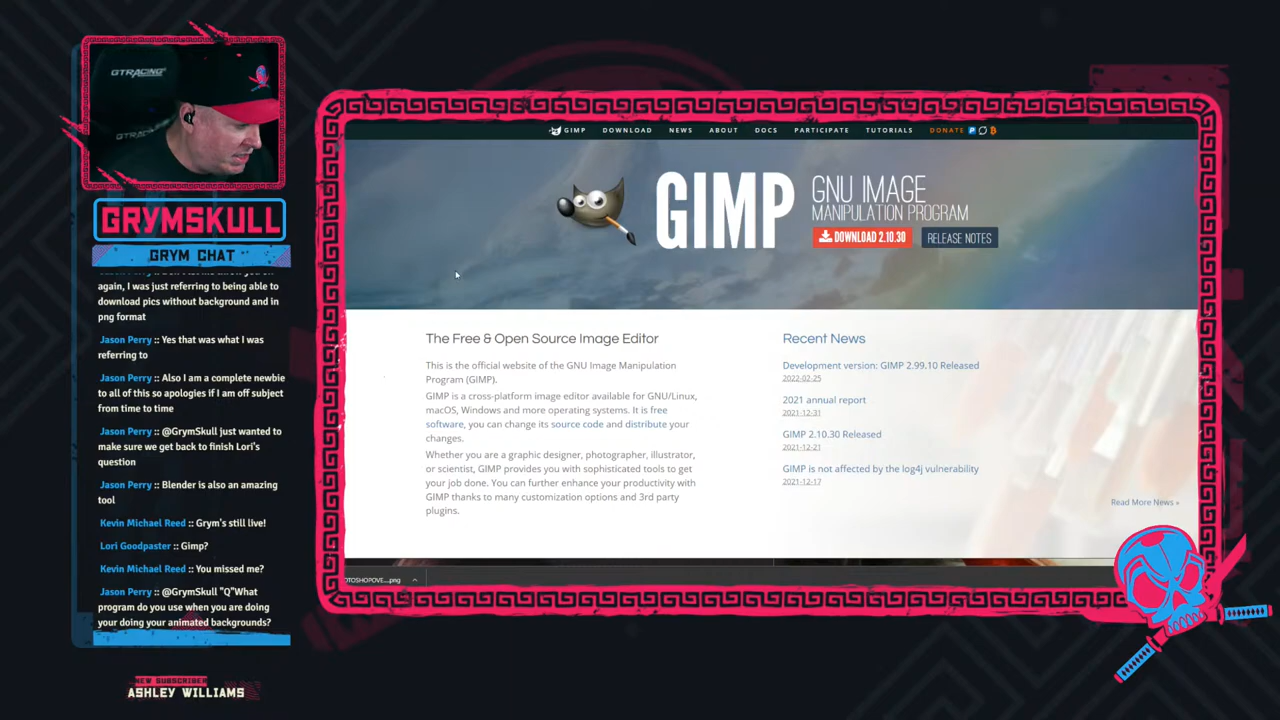 GTRACING
GTRACING
GRYMSKULL
GRYM CHAT
again, I was just referring to being able to
download pics without background and in
png format
Jason Perry :: Yes that was what I was
referring to
Jason Perry :: Also I am a complete newbie
to all of this so apologies if I am off subject
from time to time
Jason Perry :: @GrymSkull just wanted to
make sure we get back to finish Lori's
question
Jason Perry :: Blender is also an amazing
tool
Kevin Michael Reed :: Grym's still live!
Lori Goodpaster :: Gimp?
Kevin Michael Reed :: You missed me?
Jason Perry :: @GrymSkull "Q"What
program do you use when you are doing
your doing your animated backgrounds?
NEW SUBSCRIBER
ASHLEY WILLIAMS
GIMP DOWNLOAD NEWS ABOUT DOCS PARTICIPATE TUTORIALS DONATE
GIMP
GNU IMAGE
MANIPULATION PROGRAM
DOWNLOAD 2.10.30 RELEASE NOTES
The Free & Open Source Image Editor
This is the official website of the GNU Image Manipulation
Program (GIMP).
GIMP is a cross-platform image editor available for GNU/Linux,
macOS, Windows and more operating systems. It is free
software, you can change its source code and distribute your
changes.
Whether you are a graphic designer, photographer, illustrator,
or scientist, GIMP provides you with sophisticated tools to get
your job done. You can further enhance your productivity with
GIMP thanks to many customization options and 3rd party
plugins.
Recent News
Development version: GIMP 2.99.10 Released
2022-02-25
2021 annual report
2021-12-31
GIMP 2.10.30 Released
2021-12-21
GIMP is not affected by the log4j vulnerability
2021-12-17
Read More News »
OTOSHOPOVE....png